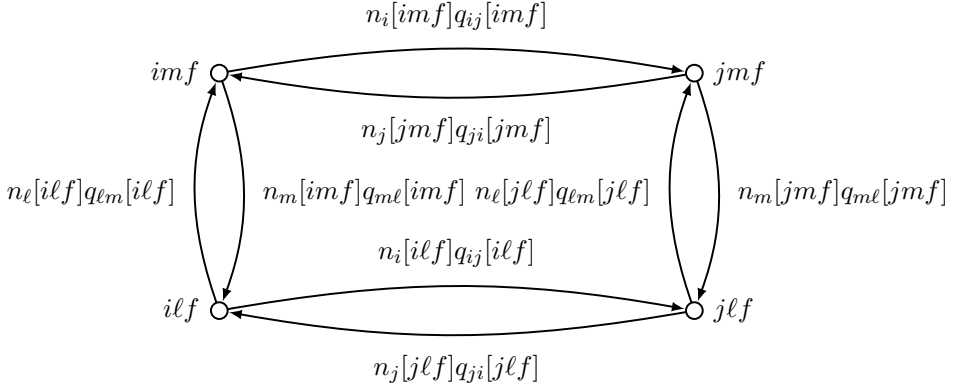 n_i[imf]q_{ij}[imf]
imf
jmf
n_j[jmf]q_{ji}[jmf]
n_ℓ[iℓf]q_{ℓm}[iℓf]
n_m[imf]q_{mℓ}[imf]
n_ℓ[jℓf]q_{ℓm}[jℓf]
n_m[jmf]q_{mℓ}[jmf]
n_i[iℓf]q_{ij}[iℓf]
iℓf
jℓf
n_j[jℓf]q_{ji}[jℓf]